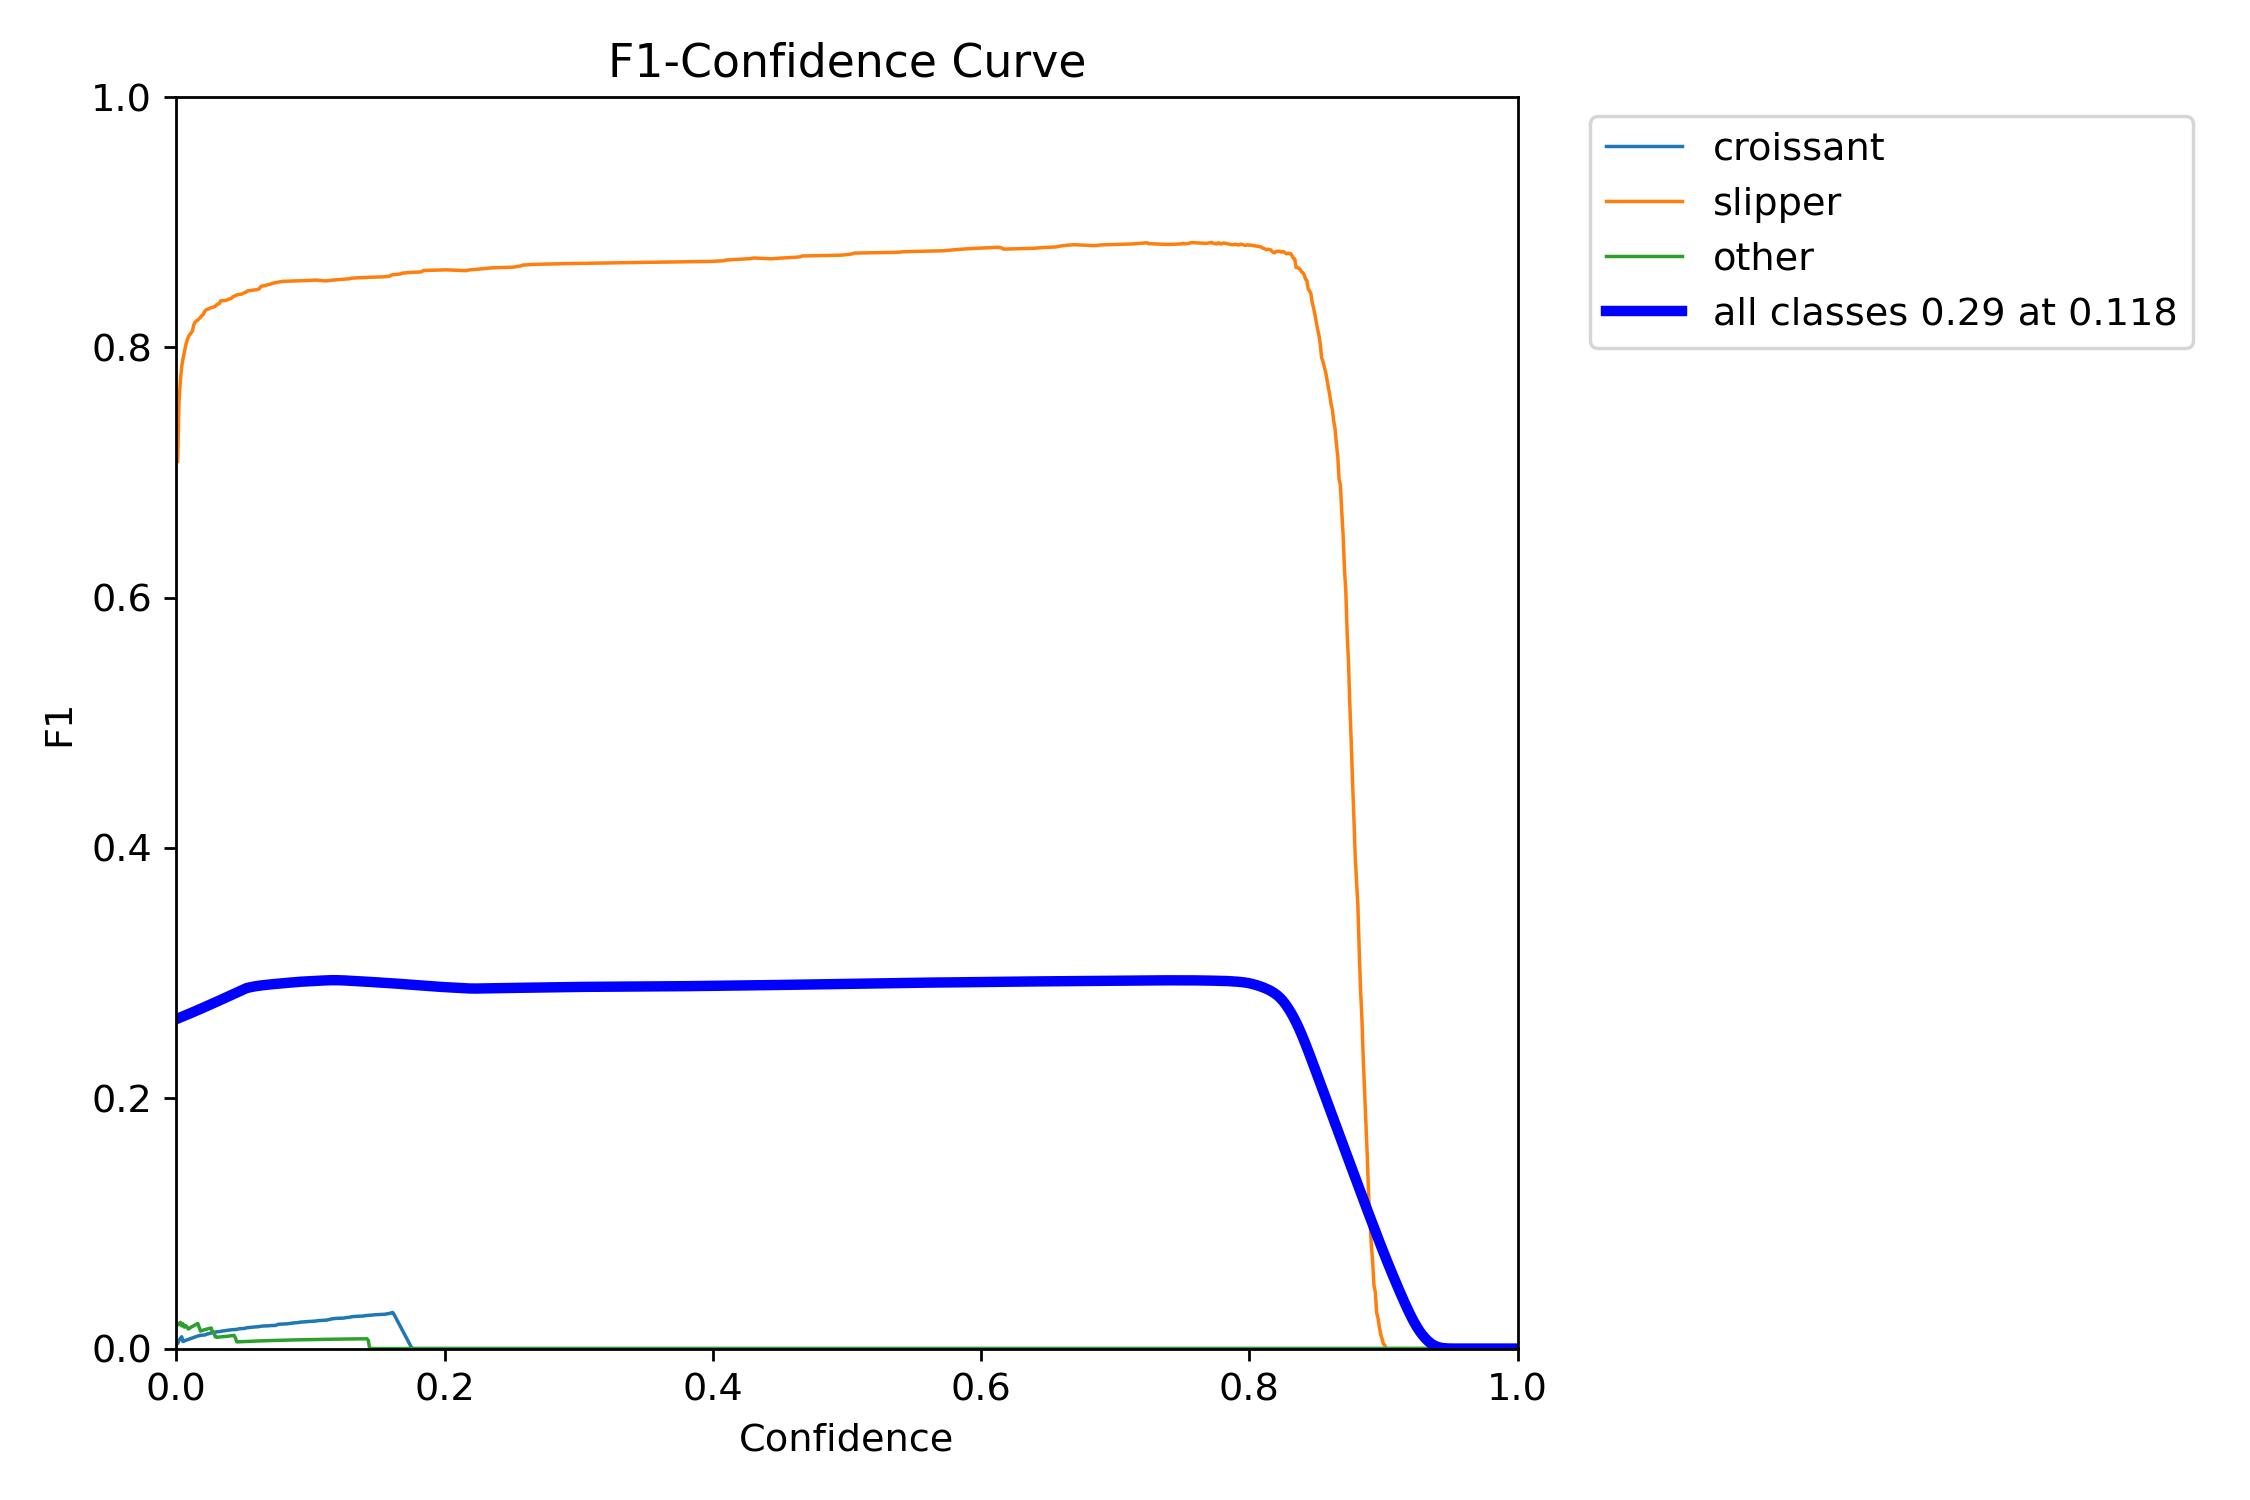 F1-Confidence Curve
1.0
0.8
0.6
0.4
0.2
0.0
F1
0.0 0.2 0.4 0.6 0.8 1.0
Confidence
croissant
slipper
other
all classes 0.29 at 0.118